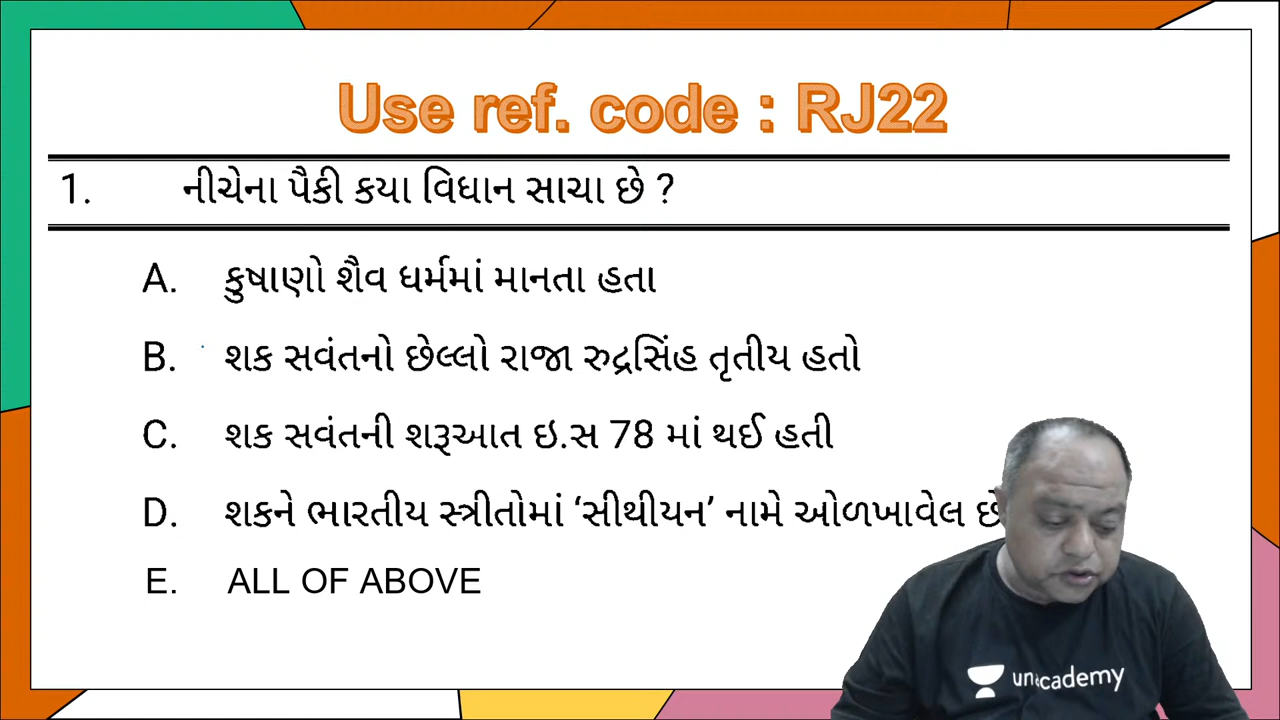 Use ref. code : RJ22
1. નીચેના પૈકી કયા વિધાન સાચા છે ?
A. કુષાણો શૈવ ધર્મમાં માનતા હતા
B. શક સવંતનો છેલ્લો રાજા રુદ્રસિંહ તૃતીય હતો
C. શક સવંતની શરૂઆત ઇ.સ 78 માં થઈ હતી
D. શકને ભારતીય સ્ત્રીતોમાં ‘સીથીયન’ નામે ઓળખાવેલ છે
E. ALL OF ABOVE
unacademy